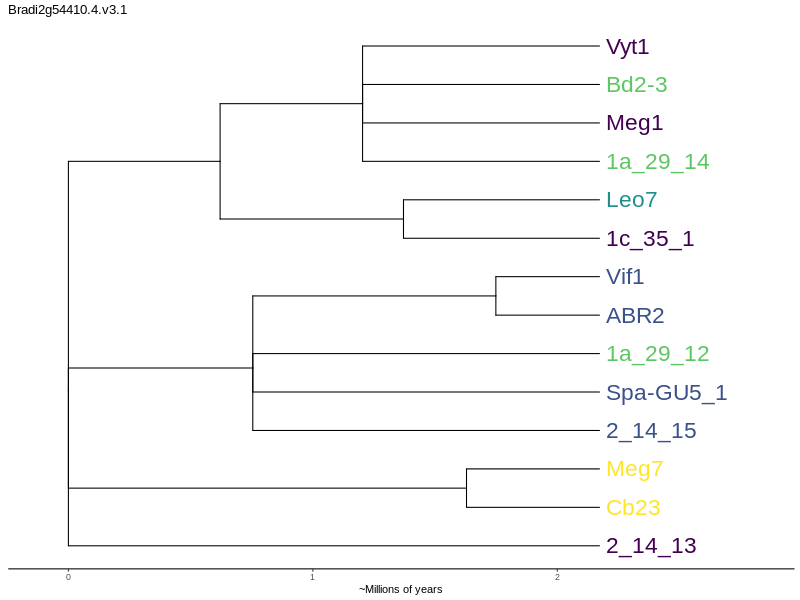 Bradi2g54410.4.v3.1
Vyt1
Bd2-3
Meg1
1a_29_14
Leo7
1c_35_1
Vif1
ABR2
1a_29_12
Spa-GU5_1
2_14_15
Meg7
Cb23
2_14_13
0 1 2
~Millions of years